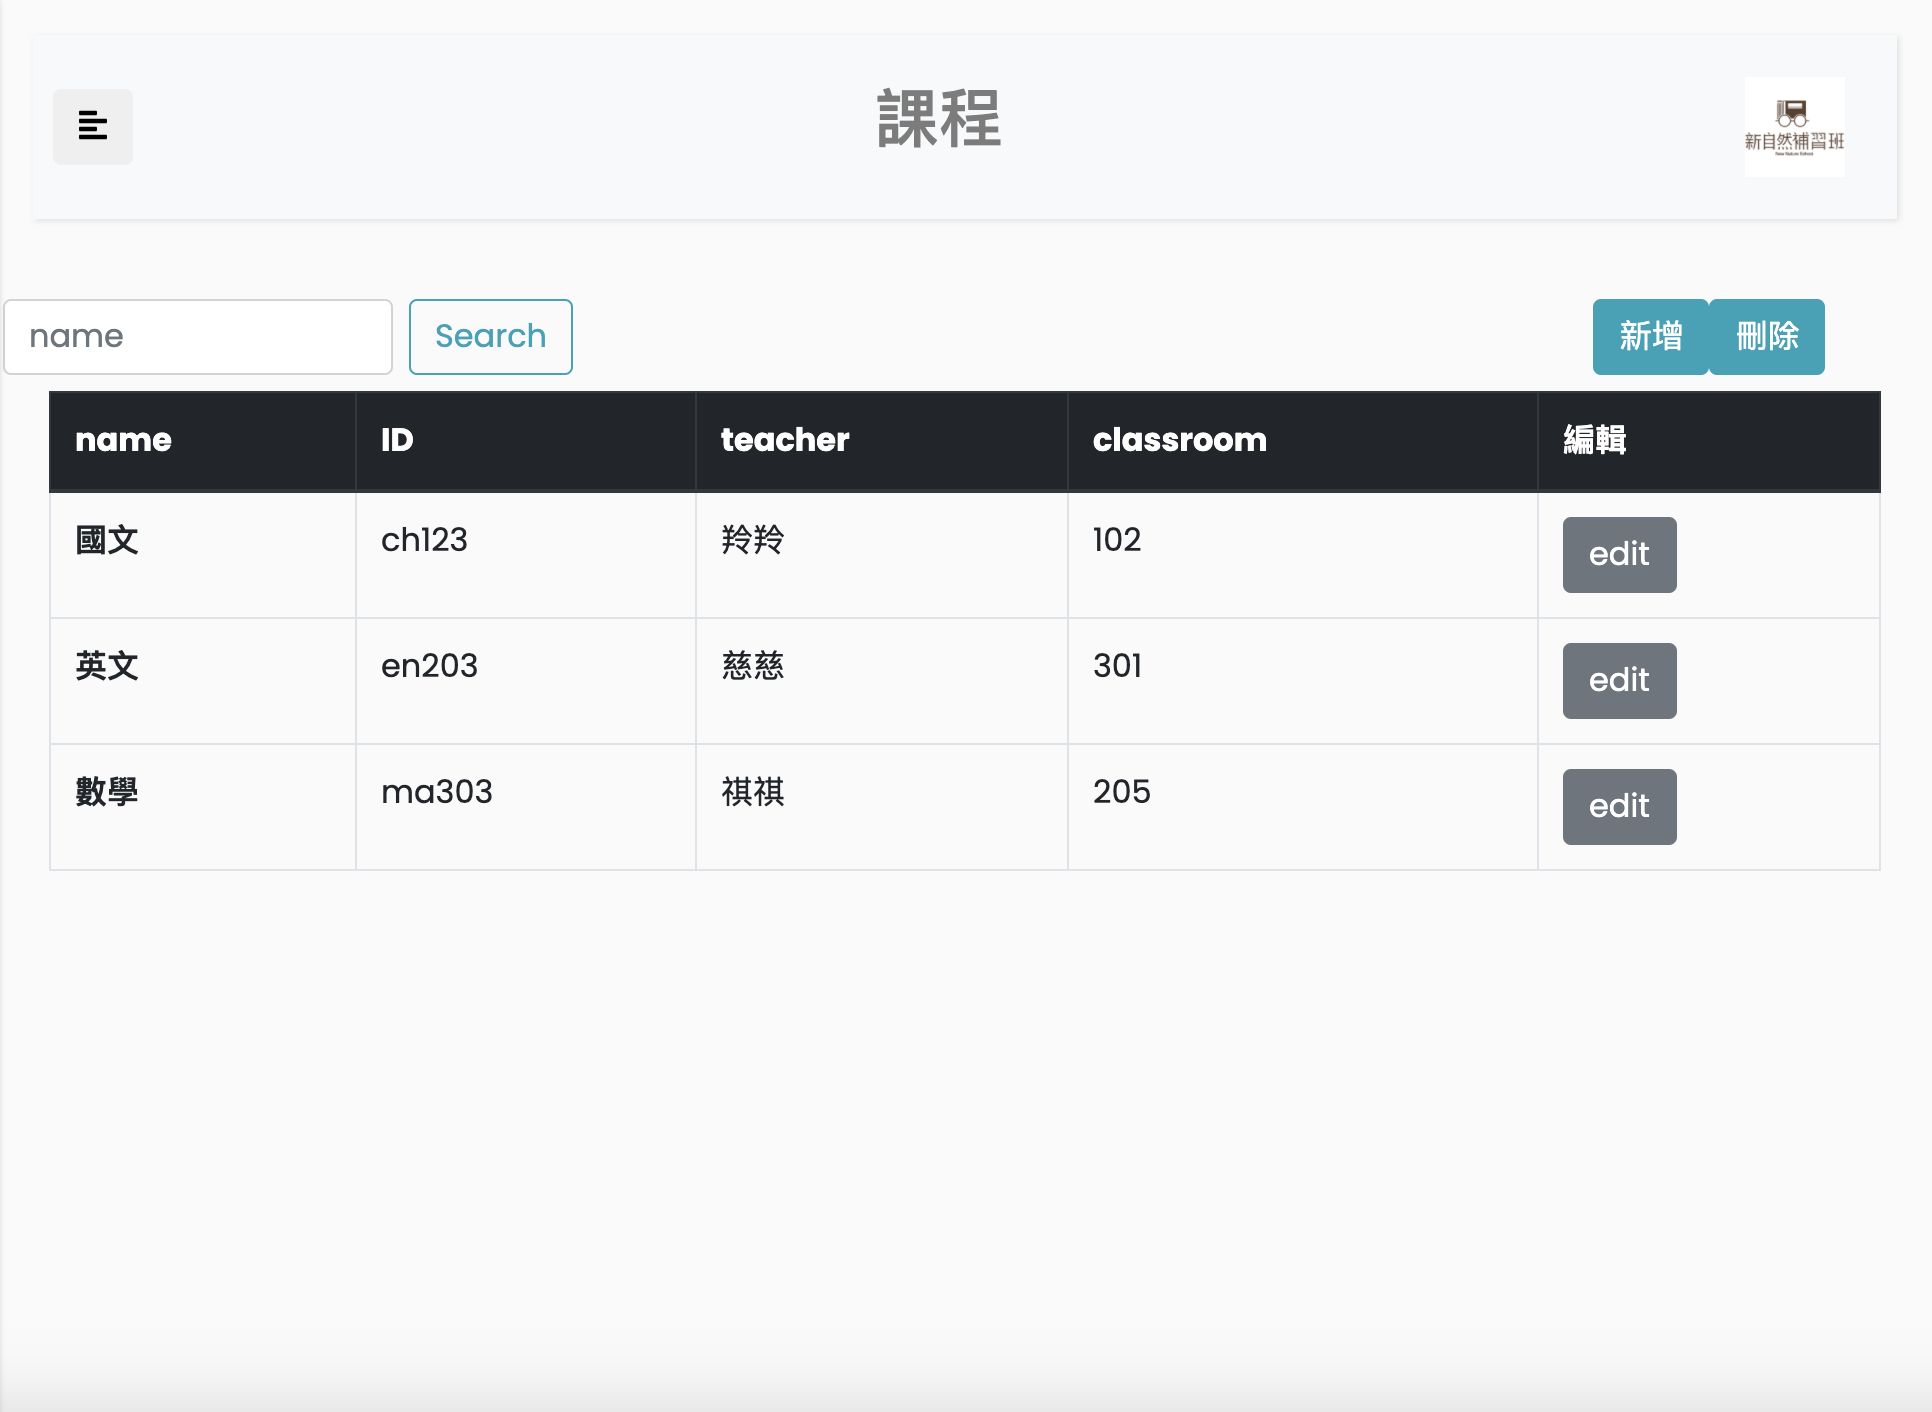 課程
新自然補習班
name
Search
新增
刪除
name ID teacher classroom 編輯
國文 ch123 羚羚 102 edit
英文 en203 慈慈 301 edit
數學 ma303 祺祺 205 edit